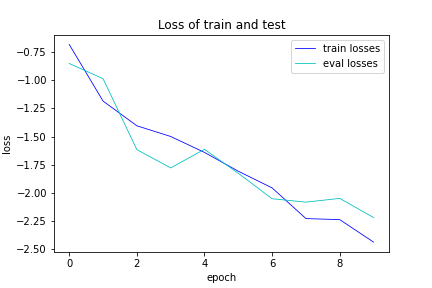 Loss of train and test
train losses
eval losses
−0.75
−1.00
−1.25
−1.50
−1.75
−2.00
−2.25
−2.50
loss
0
2
4
6
8
epoch